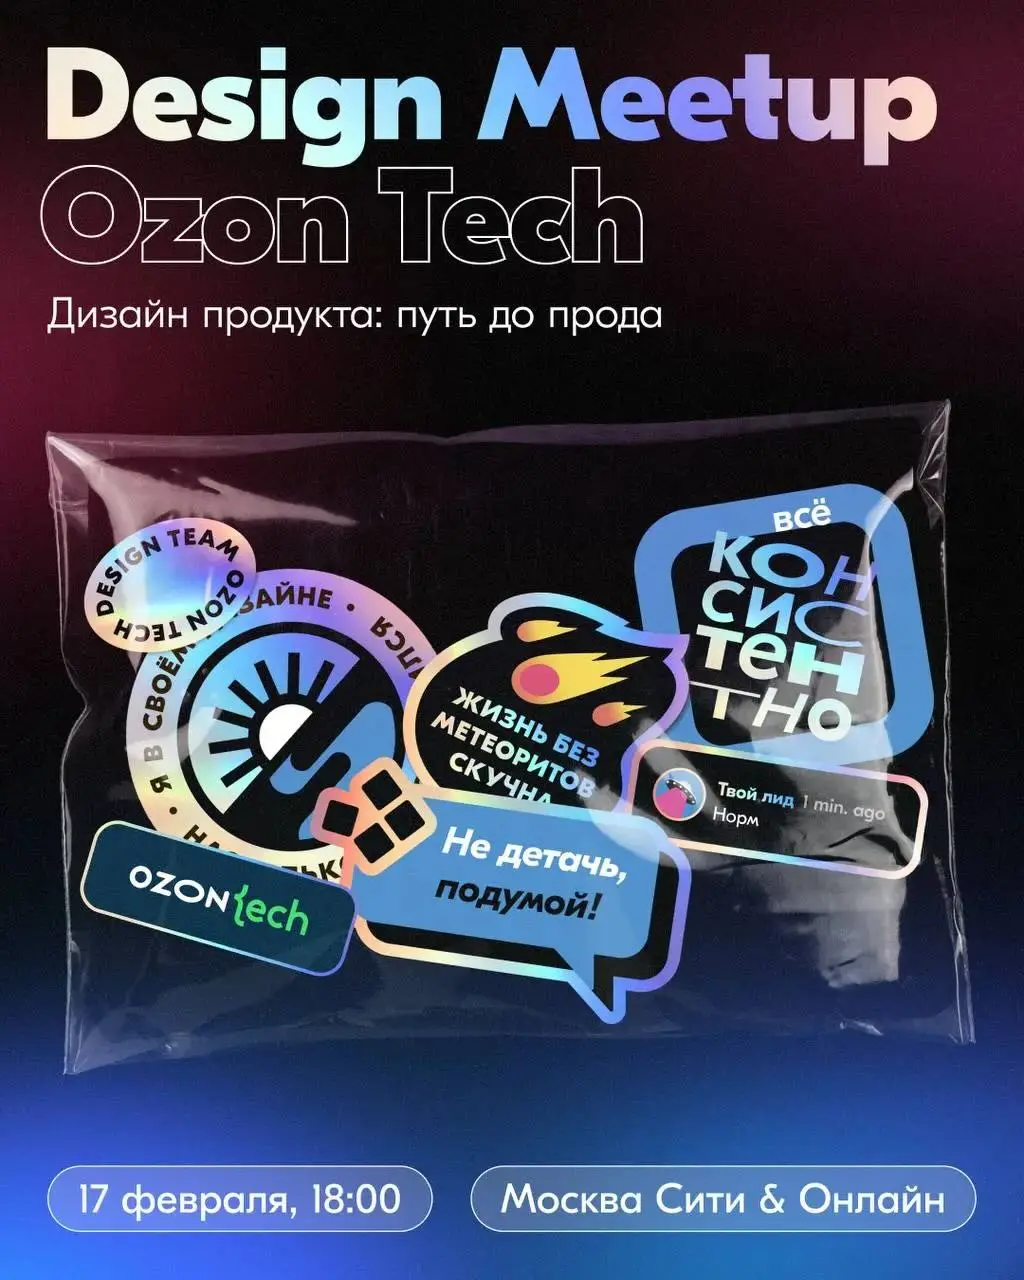 Design Meetup
Ozon Tech
Дизайн продукта: путь до прода
DESIGN TEAM OZON TECH
Я В СВОЁМ
всё
КОН
СИС
тен
тно
ЖИЗНЬ БЕЗ
МЕТЕОРИТОВ
СКУЧНА
Твой лид 1 min. ago
Норм
Не детачь,
подумой!
OZON{ech
17 февраля, 18:00
Москва Сити & Онлайн